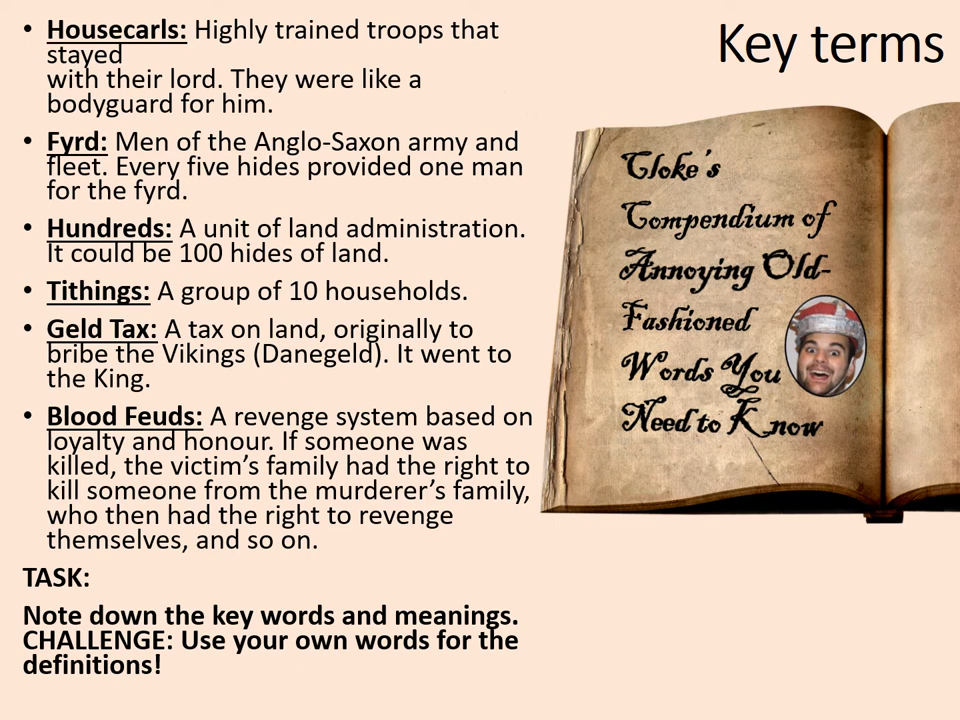 Key terms
• Housecarls: Highly trained troops that
stayed
with their lord. They were like a
bodyguard for him.
• Fyrd: Men of the Anglo-Saxon army and
fleet. Every five hides provided one man
for the fyrd.
• Hundreds: A unit of land administration.
It could be 100 hides of land.
• Tithings: A group of 10 households.
• Geld Tax: A tax on land, originally to
bribe the Vikings (Danegeld). It went to
the King.
• Blood Feuds: A revenge system based on
loyalty and honour. If someone was
killed, the victim’s family had the right to
kill someone from the murderer’s family,
who then had the right to revenge
themselves, and so on.
TASK:
Note down the key words and meanings.
CHALLENGE: Use your own words for the
definitions!
Cloke's
Compendium of
Annoying Old-
Fashioned
Words You
Need to Know